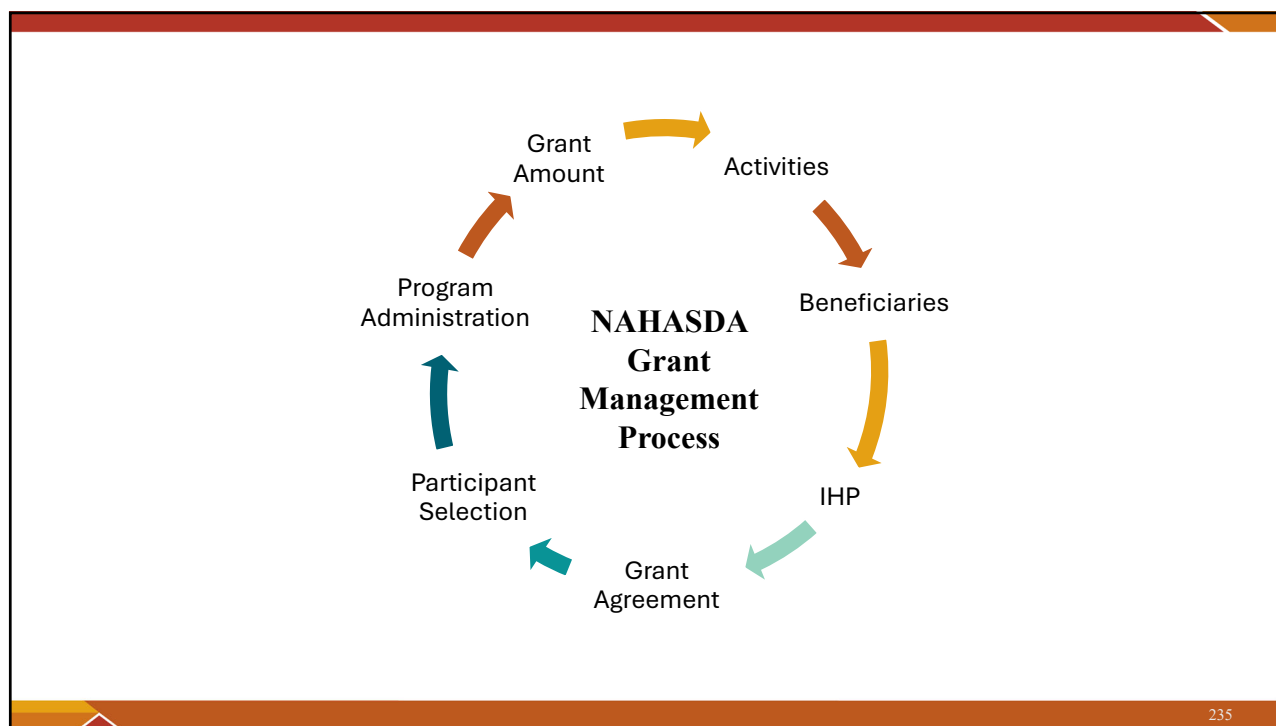 Grant
Amount
Activities
Beneficiaries
IHP
Grant
Agreement
Participant
Selection
Program
Administration
NAHASDA
Grant
Management
Process
235